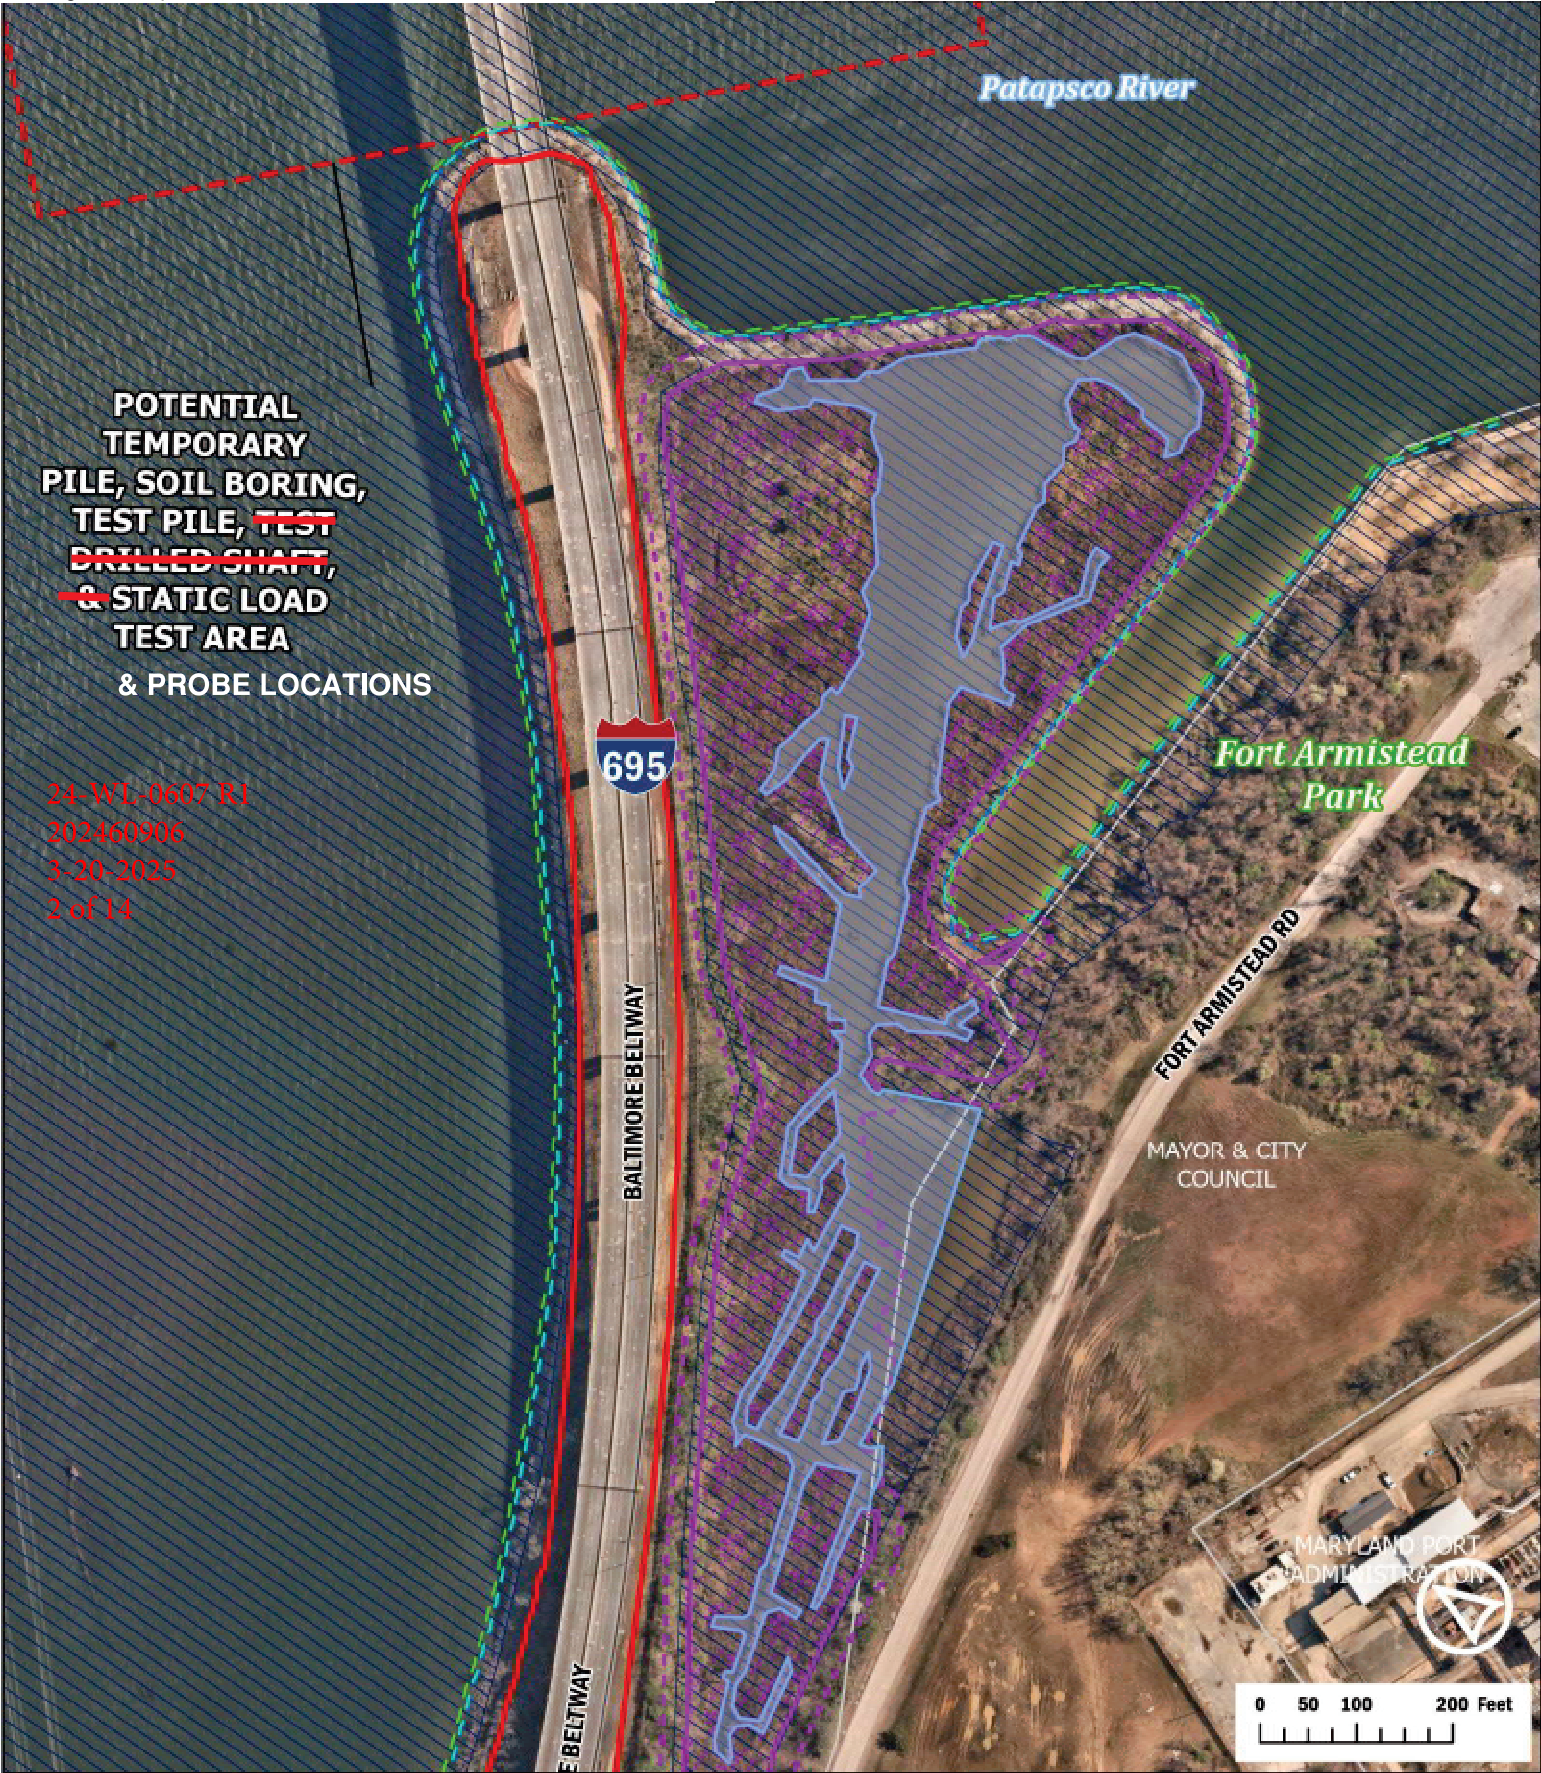 Patapsco River
POTENTIAL
TEMPORARY
PILE, SOIL BORING,
TEST PILE, TEST
DRILLED SHAFT,
& STATIC LOAD
TEST AREA
& PROBE LOCATIONS
695
24-WL-0607 R1
202460906
3-20-2025
2 of 14
Fort Armistead
Park
FORT ARMISTEAD RD
BALTIMORE BELTWAY
MAYOR & CITY
COUNCIL
MARYLAND PORT
ADMINISTRATION
E BELTWAY
0 50 100 200 Feet